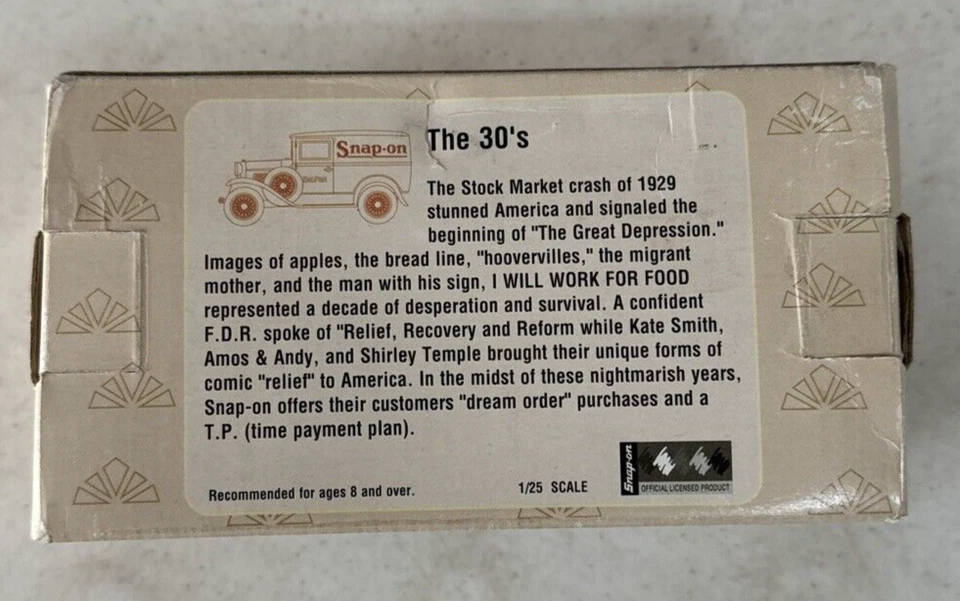 Snap-on
The 30's
The Stock Market crash of 1929
stunned America and signaled the
beginning of "The Great Depression."
Images of apples, the bread line, "hoovervilles," the migrant
mother, and the man with his sign, I WILL WORK FOR FOOD
represented a decade of desperation and survival. A confident
F.D.R. spoke of "Relief, Recovery and Reform while Kate Smith,
Amos & Andy, and Shirley Temple brought their unique forms of
comic "relief" to America. In the midst of these nightmarish years,
Snap-on offers their customers "dream order" purchases and a
T.P. (time payment plan).
Recommended for ages 8 and over.
1/25 SCALE
Snap-on
OFFICIAL LICENSED PRODUCT